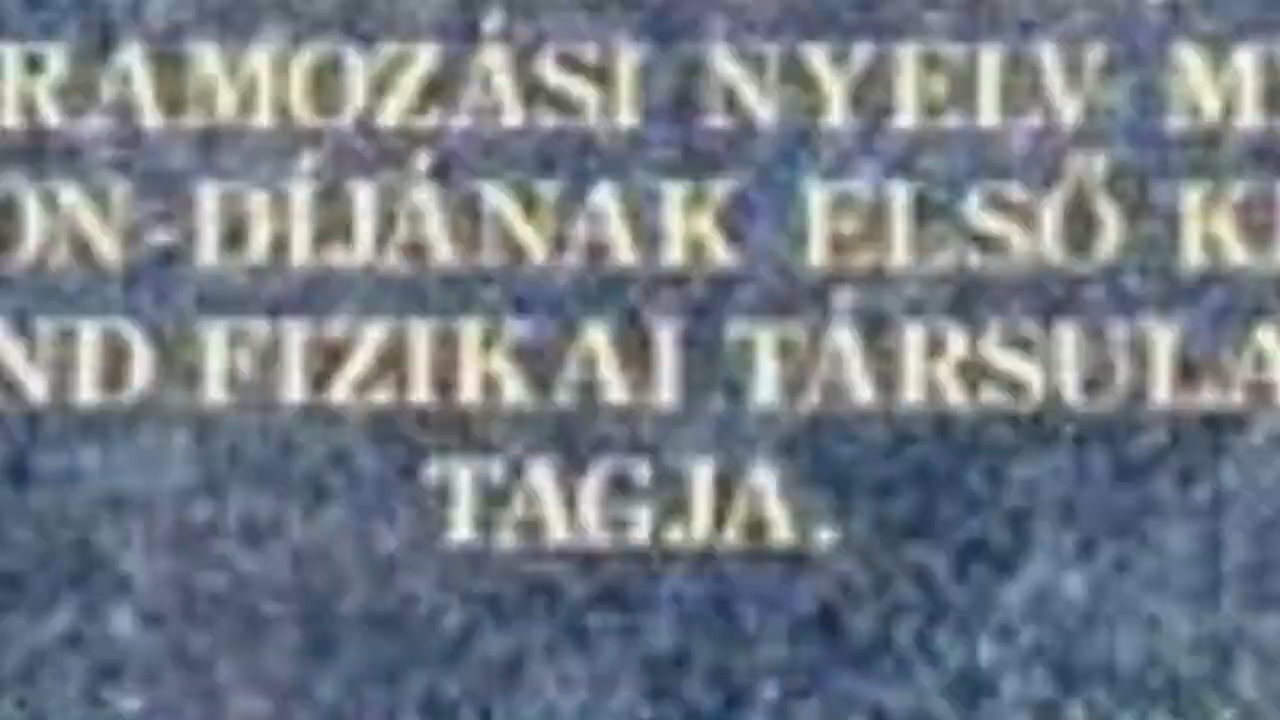 RAMOZÁSI NYELV M
ON-DÍJÁNAK ELSŐ K
ND FIZIKAI TÁRSULA
TAGJA.